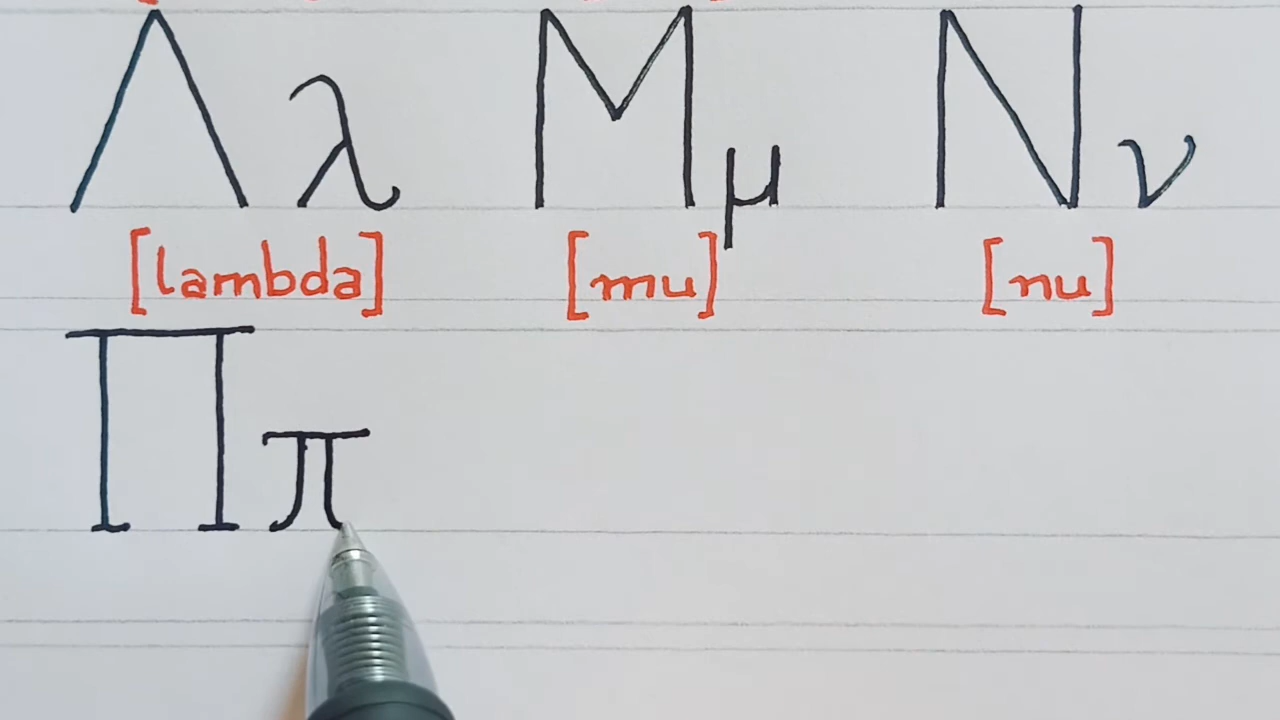 Λ λ Μ μ Ν ν
[lambda] [mu] [nu]
Π π